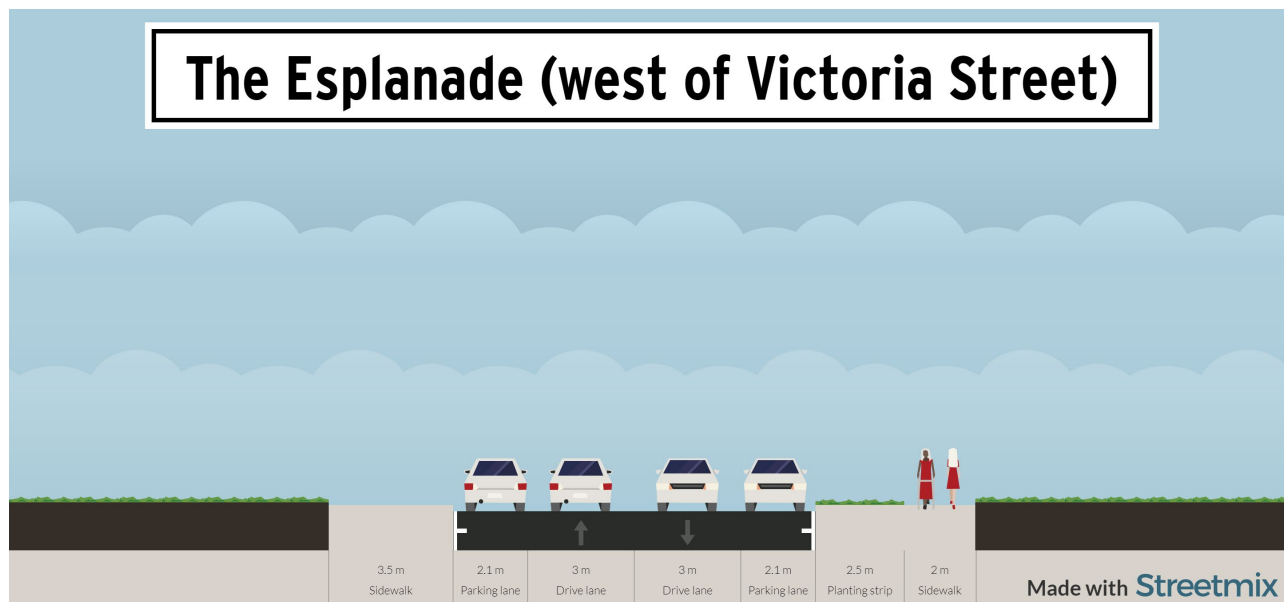 The Esplanade (west of Victoria Street)
3.5 m 2.1 m 3 m 3 m 2.1 m 2.5 m 2 m
Sidewalk Parking lane Drive lane Drive lane Parking lane Planting strip Sidewalk
Made with Streetmix